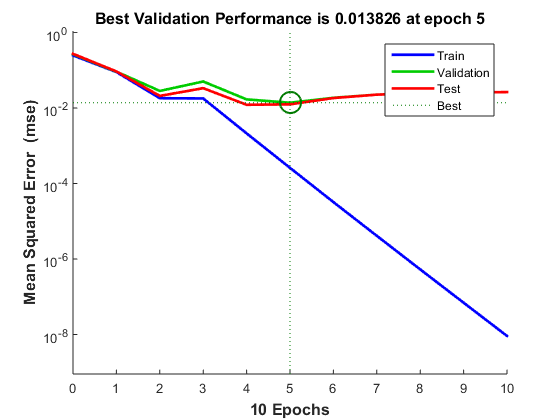 Best Validation Performance is 0.013826 at epoch 5
Mean Squared Error (mse)
10^0
10^-2
10^-4
10^-6
10^-8
Train
Validation
Test
Best
0 1 2 3 4 5 6 7 8 9 10
10 Epochs